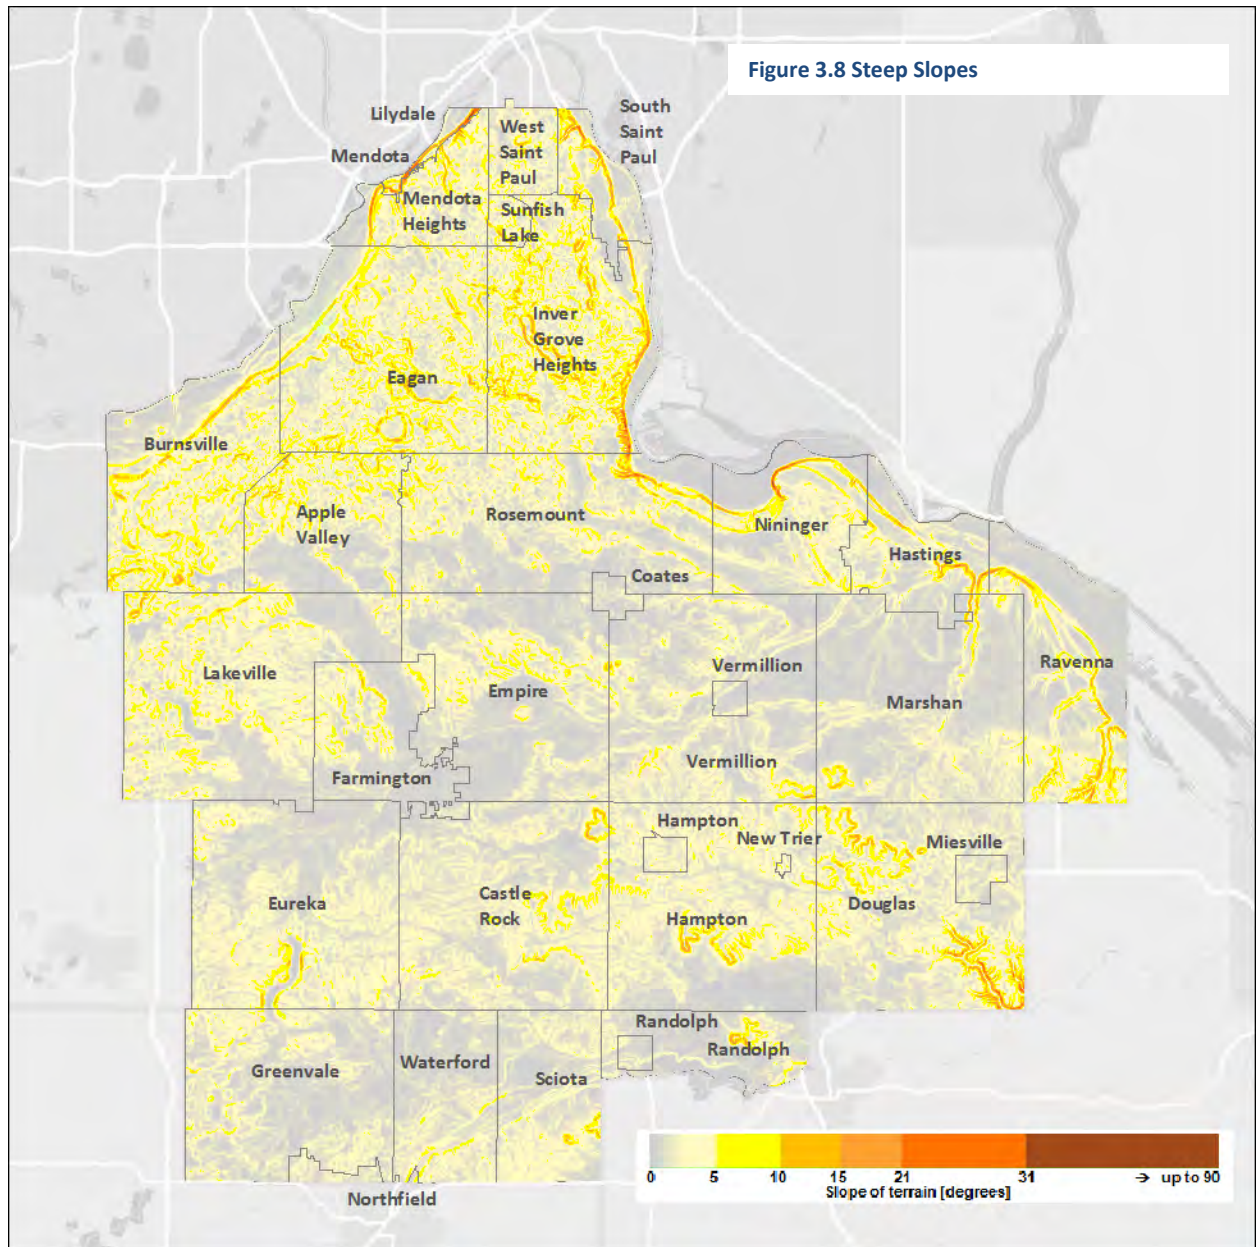 Figure 3.8 Steep Slopes
Lilydale
South
Saint
Paul
West
Saint
Paul
Mendota
Mendota
Heights
Sunfish
Lake
Inver
Grove
Heights
Eagan
Burnsville
Apple
Valley
Rosemount
Nininger
Hastings
Coates
Lakeville
Empire
Vermillion
Ravenna
Marshan
Farmington
Vermillion
Hampton
New Trier
Miesville
Eureka
Castle
Rock
Hampton
Douglas
Randolph
Randolph
Greenvale
Waterford
Sciota
Northfield
0 5 10 15 21 31 → up to 90
Slope of terrain [degrees]